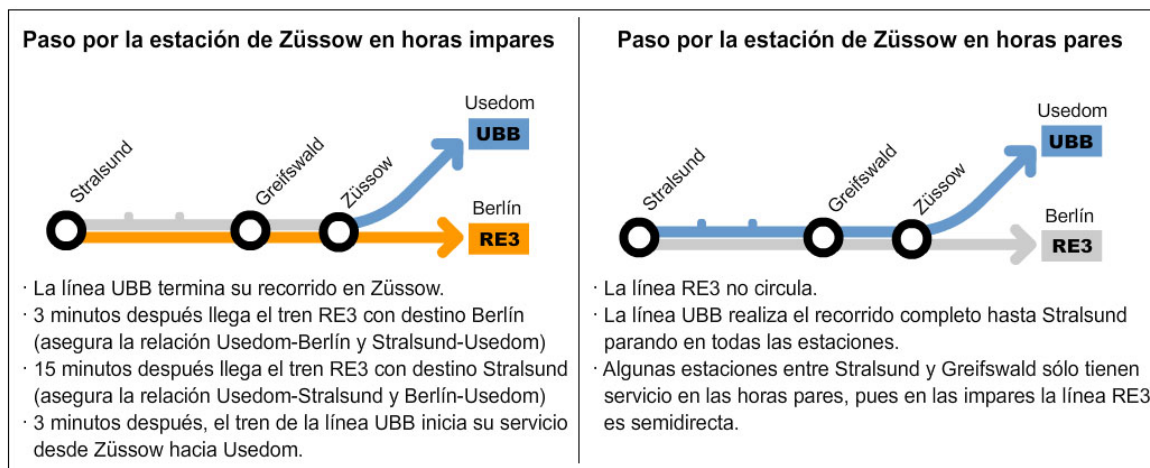 Paso por la estación de Züssow en horas impares
Usedom
UBB
Stralsund
Greifswald
Züssow
Berlín
RE3
· La línea UBB termina su recorrido en Züssow.
· 3 minutos después llega el tren RE3 con destino Berlín
(asegura la relación Usedom-Berlín y Stralsund-Usedom)
· 15 minutos después llega el tren RE3 con destino Stralsund
(asegura la relación Usedom-Stralsund y Berlín-Usedom)
· 3 minutos después, el tren de la línea UBB inicia su servicio
desde Züssow hacia Usedom.
Paso por la estación de Züssow en horas pares
Usedom
UBB
Stralsund
Greifswald
Züssow
Berlín
RE3
· La línea RE3 no circula.
· La línea UBB realiza el recorrido completo hasta Stralsund
parando en todas las estaciones.
· Algunas estaciones entre Stralsund y Greifswald sólo tienen
servicio en las horas pares, pues en las impares la línea RE3
es semidirecta.